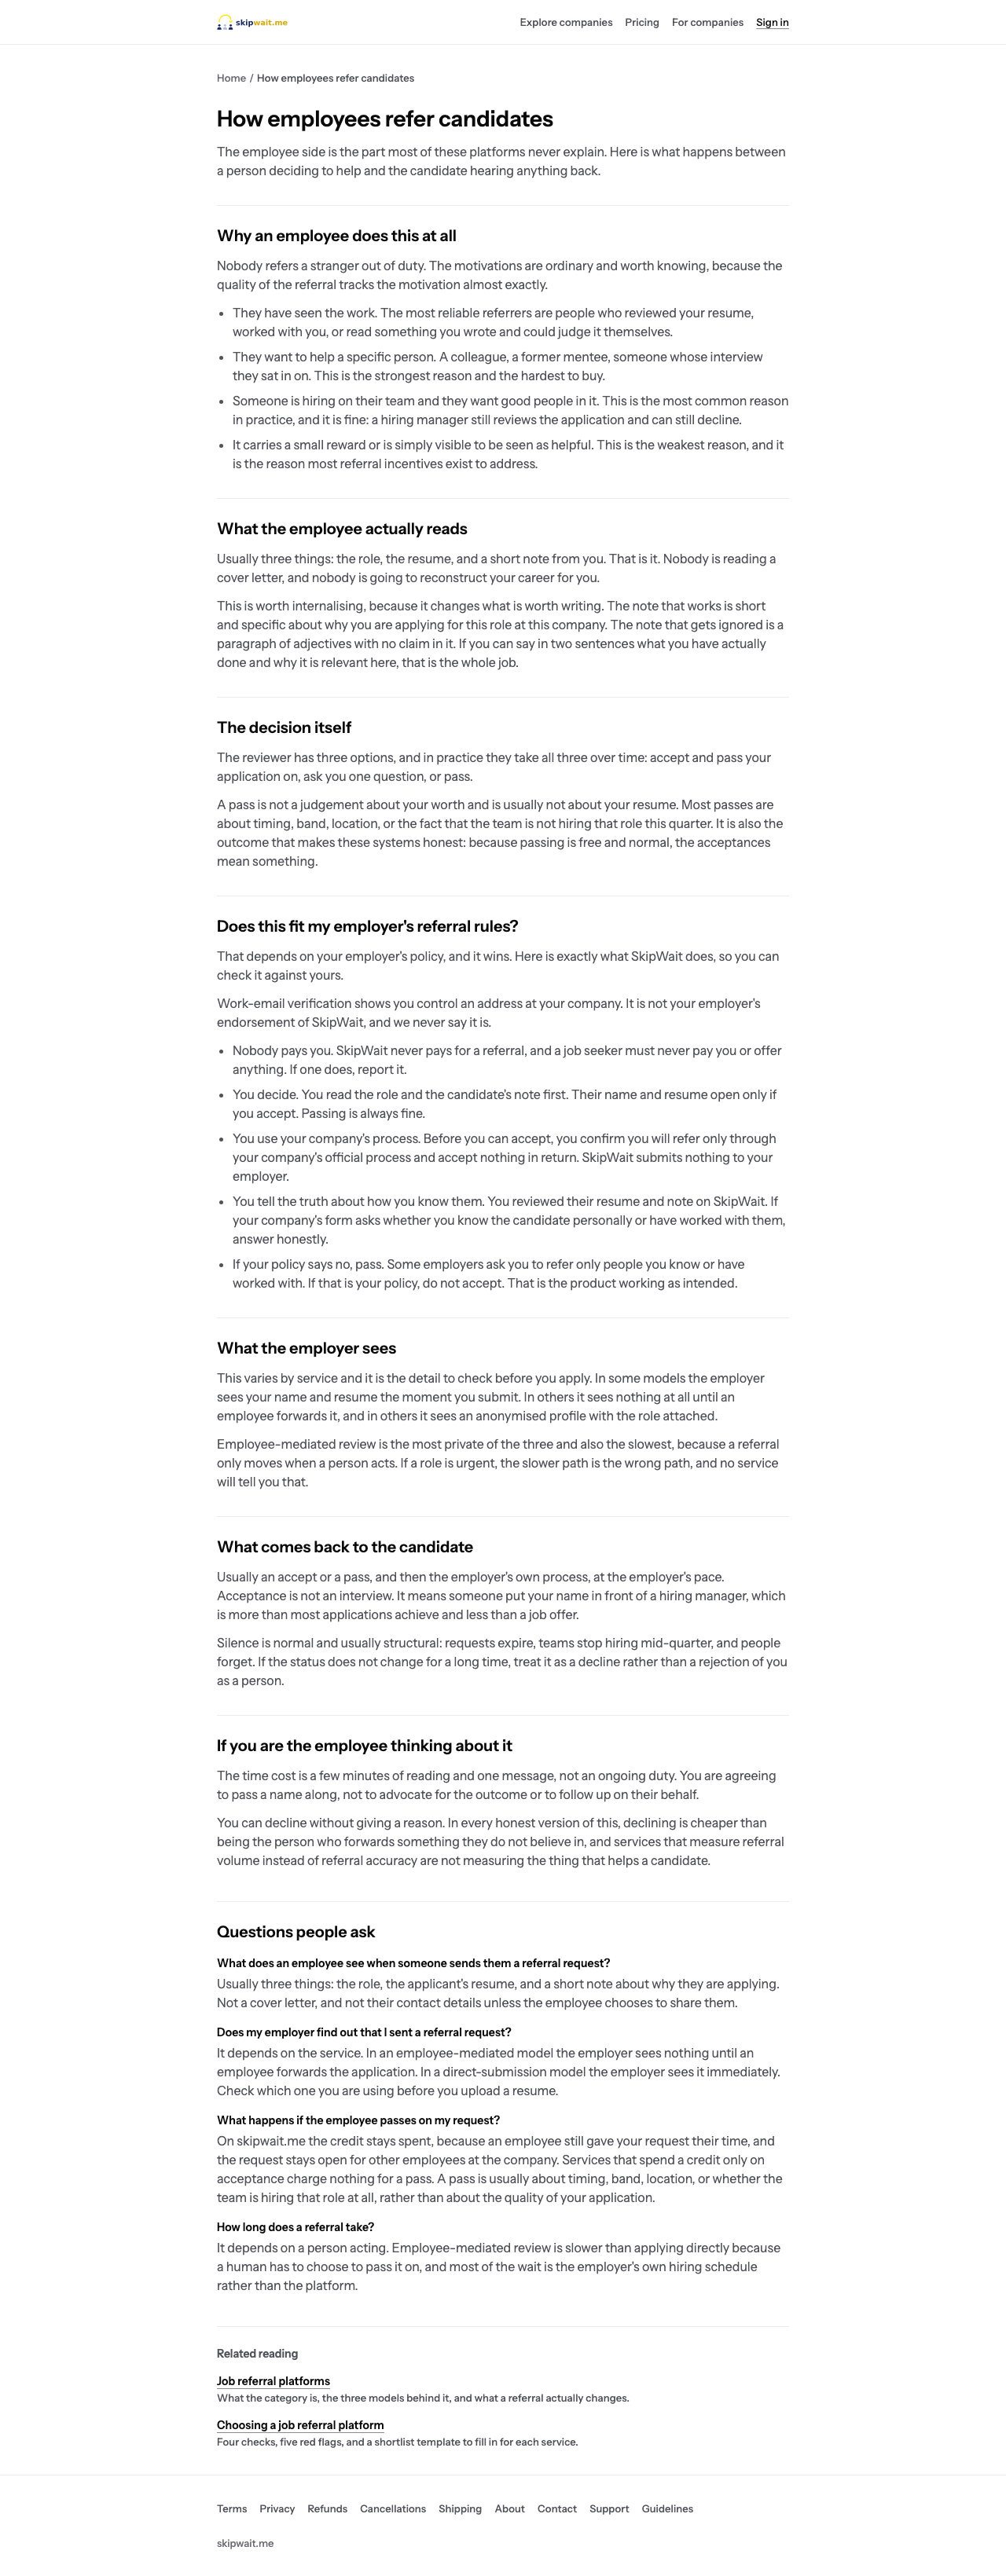 skipwait.me
Explore companies Pricing For companies Sign in
Home / How employees refer candidates
How employees refer candidates
The employee side is the part most of these platforms never explain. Here is what happens between
a person deciding to help and the candidate hearing anything back.
Why an employee does this at all
Nobody refers a stranger out of duty. The motivations are ordinary and worth knowing, because the
quality of the referral tracks the motivation almost exactly.
• They have seen the work. The most reliable referrers are people who reviewed your resume,
worked with you, or read something you wrote and could judge it themselves.
• They want to help a specific person. A colleague, a former mentee, someone whose interview
they sat in on. This is the strongest reason and the hardest to buy.
• Someone is hiring on their team and they want good people in it. This is the most common reason
in practice, and it is fine: a hiring manager still reviews the application and can still decline.
• It carries a small reward or is simply visible to be seen as helpful. This is the weakest reason, and it
is the reason most referral incentives exist to address.
What the employee actually reads
Usually three things: the role, the resume, and a short note from you. That is it. Nobody is reading a
cover letter, and nobody is going to reconstruct your career for you.
This is worth internalising, because it changes what is worth writing. The note that works is short
and specific about why you are applying for this role at this company. The note that gets ignored is a
paragraph of adjectives with no claim in it. If you can say in two sentences what you have actually
done and why it is relevant here, that is the whole job.
The decision itself
The reviewer has three options, and in practice they take all three over time: accept and pass your
application on, ask you one question, or pass.
A pass is not a judgement about your worth and is usually not about your resume. Most passes are
about timing, band, location, or the fact that the team is not hiring that role this quarter. It is also the
outcome that makes these systems honest: because passing is free and normal, the acceptances
mean something.
Does this fit my employer's referral rules?
That depends on your employer's policy, and it wins. Here is exactly what SkipWait does, so you can
check it against yours.
Work-email verification shows you control an address at your company. It is not your employer's
endorsement of SkipWait, and we never say it is.
• Nobody pays you. SkipWait never pays for a referral, and a job seeker must never pay you or offer
anything. If one does, report it.
• You decide. You read the role and the candidate's note first. Their name and resume open only if
you accept. Passing is always fine.
• You use your company's process. Before you can accept, you confirm you will refer only through
your company's official process and accept nothing in return. SkipWait submits nothing to your
employer.
• You tell the truth about how you know them. You reviewed their resume and note on SkipWait. If
your company's form asks whether you know the candidate personally or have worked with them,
answer honestly.
• If your policy says no, pass. Some employers ask you to refer only people you know or have
worked with. If that is your policy, do not accept. That is the product working as intended.
What the employer sees
This varies by service and it is the detail to check before you apply. In some models the employer
sees your name and resume the moment you submit. In others it sees nothing at all until an
employee forwards it, and in others it sees an anonymised profile with the role attached.
Employee-mediated review is the most private of the three and also the slowest, because a referral
only moves when a person acts. If a role is urgent, the slower path is the wrong path, and no service
will tell you that.
What comes back to the candidate
Usually an accept or a pass, and then the employer's own process, at the employer's pace.
Acceptance is not an interview. It means someone put your name in front of a hiring manager, which
is more than most applications achieve and less than a job offer.
Silence is normal and usually structural: requests expire, teams stop hiring mid-quarter, and people
forget. If the status does not change for a long time, treat it as a decline rather than a rejection of you
as a person.
If you are the employee thinking about it
The time cost is a few minutes of reading and one message, not an ongoing duty. You are agreeing
to pass a name along, not to advocate for the outcome or to follow up on their behalf.
You can decline without giving a reason. In every honest version of this, declining is cheaper than
being the person who forwards something they do not believe in, and services that measure referral
volume instead of referral accuracy are not measuring the thing that helps a candidate.
Questions people ask
What does an employee see when someone sends them a referral request?
Usually three things: the role, the applicant's resume, and a short note about why they are applying.
Not a cover letter, and not their contact details unless the employee chooses to share them.
Does my employer find out that I sent a referral request?
It depends on the service. In an employee-mediated model the employer sees nothing until an
employee forwards the application. In a direct-submission model the employer sees it immediately.
Check which one you are using before you upload a resume.
What happens if the employee passes on my request?
On skipwait.me the credit stays spent, because an employee still gave your request their time, and
the request stays open for other employees at the company. Services that spend a credit only on
acceptance charge nothing for a pass. A pass is usually about timing, band, location, or whether the
team is hiring that role at all, rather than about the quality of your application.
How long does a referral take?
It depends on a person acting. Employee-mediated review is slower than applying directly because
a human has to choose to pass it on, and most of the wait is the employer's own hiring schedule
rather than the platform.
Related reading
Job referral platforms
What the category is, the three models behind it, and what a referral actually changes.
Choosing a job referral platform
Four checks, five red flags, and a shortlist template to fill in for each service.
Terms Privacy Refunds Cancellations Shipping About Contact Support Guidelines
skipwait.me